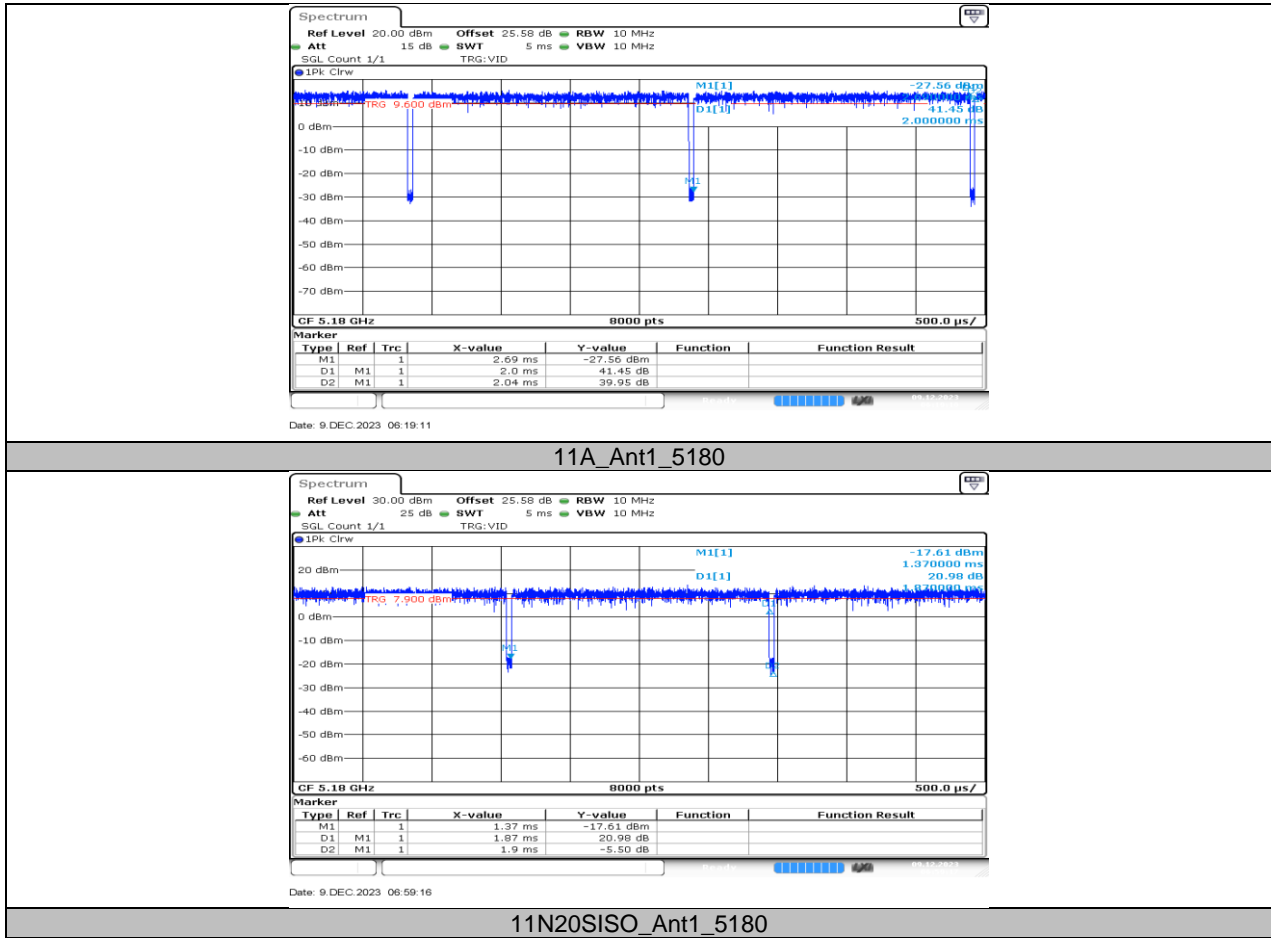 Spectrum
Ref Level 20.00 dBm Offset 25.58 dB RBW 10 MHz
Att 15 dB SWT 5 ms VBW 10 MHz
SGL Count 1/1 TRG:VID
1Pk Clrw
M1[1] -27.56 dBm
TRG 9.600 dBm
D1[1] 41.45 dB
2.000000 ms
0 dBm
-10 dBm
-20 dBm
M1
-30 dBm
-40 dBm
-50 dBm
-60 dBm
-70 dBm
CF 5.18 GHz 8000 pts 500.0 µs/
Marker
Type Ref Trc X-value Y-value Function Function Result
M1 1 2.69 ms -27.56 dBm
D1 M1 1 2.0 ms 41.45 dB
D2 M1 1 2.04 ms 39.95 dB
Date: 9.DEC.2023 06:19:11
11A_Ant1_5180
Spectrum
Ref Level 30.00 dBm Offset 25.58 dB RBW 10 MHz
Att 25 dB SWT 5 ms VBW 10 MHz
SGL Count 1/1 TRG:VID
1Pk Clrw
M1[1] -17.61 dBm
1.370000 ms
20 dBm
D1[1] 20.98 dB
1.870000 ms
TRG 7.900 dBm
0 dBm
-10 dBm
M1
-20 dBm
-30 dBm
-40 dBm
-50 dBm
-60 dBm
CF 5.18 GHz 8000 pts 500.0 µs/
Marker
Type Ref Trc X-value Y-value Function Function Result
M1 1 1.37 ms -17.61 dBm
D1 M1 1 1.87 ms 20.98 dB
D2 M1 1 1.9 ms -5.50 dB
Date: 9.DEC.2023 06:59:16
11N20SISO_Ant1_5180